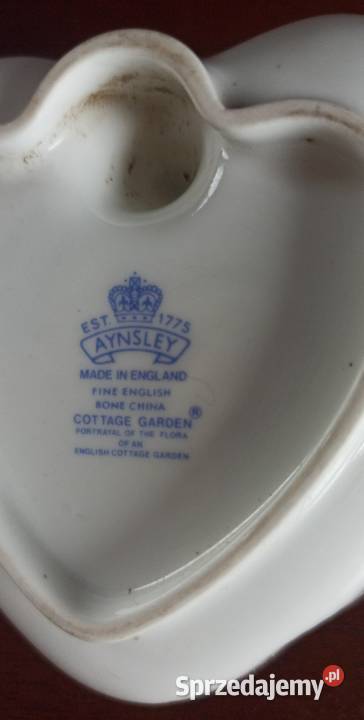 EST. 1775
AYNSLEY
MADE IN ENGLAND
FINE ENGLISH
BONE CHINA
COTTAGE GARDEN®
PORTRAYAL OF THE FLORA
OF AN
ENGLISH COTTAGE GARDEN
Sprzedajemy.pl